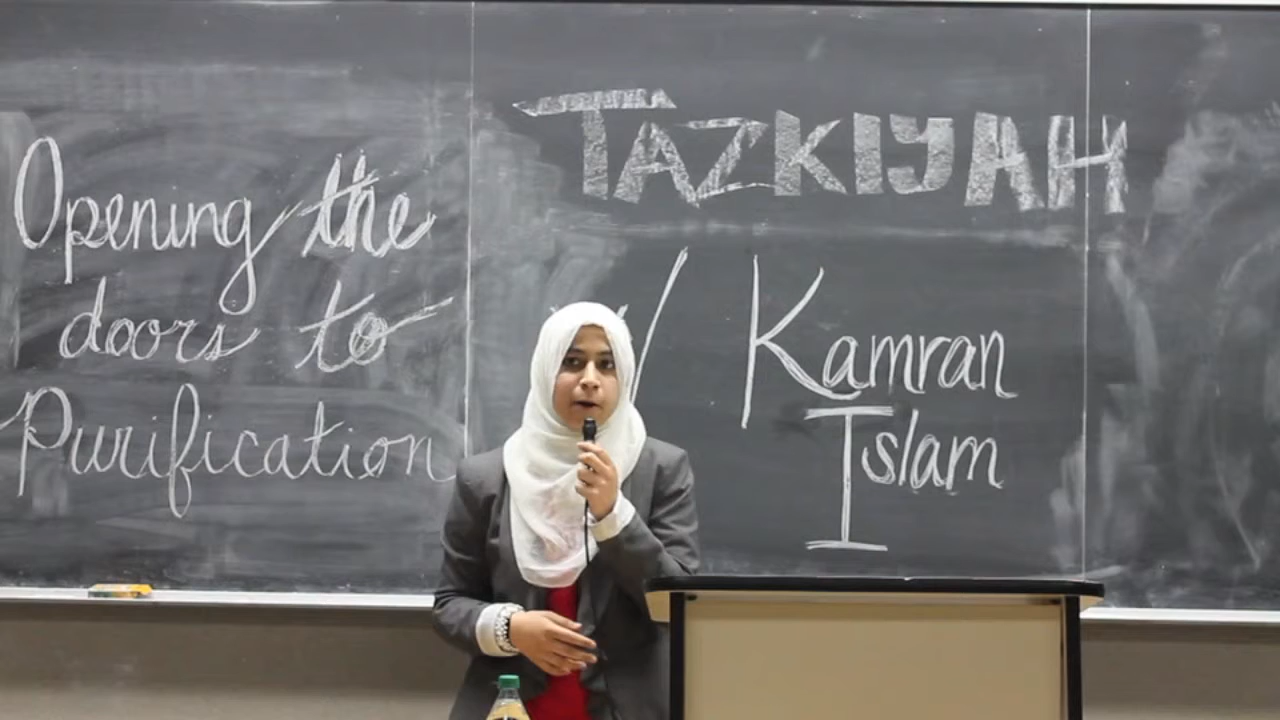 Opening the
doors to
Purification
TAZKIYAH
W/ Kamran
Islam